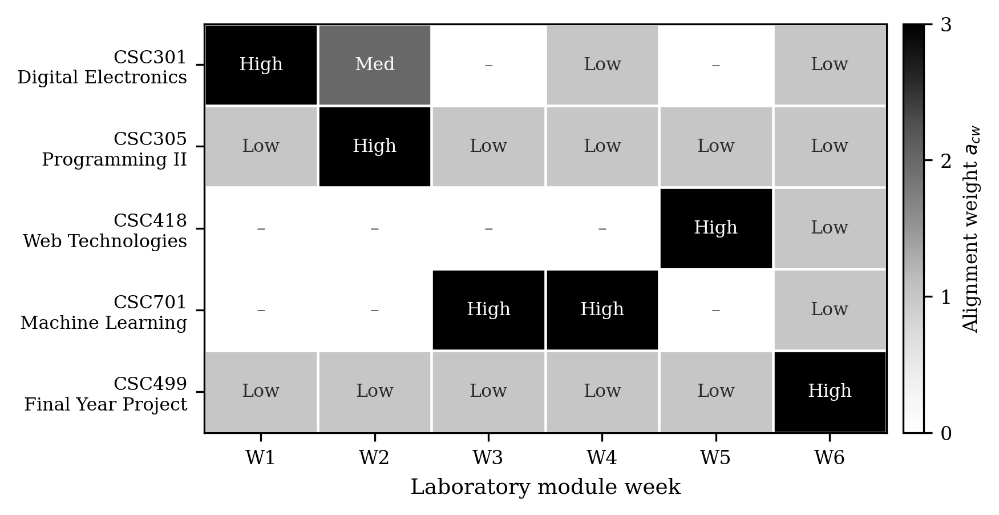 CSC301
Digital Electronics
High Med – Low – Low
CSC305
Programming II
Low High Low Low Low Low
CSC418
Web Technologies
– – – – High Low
CSC701
Machine Learning
– – High High – Low
CSC499
Final Year Project
Low Low Low Low Low High
W1 W2 W3 W4 W5 W6
Laboratory module week
3
2
1
0
Alignment weight a_cw